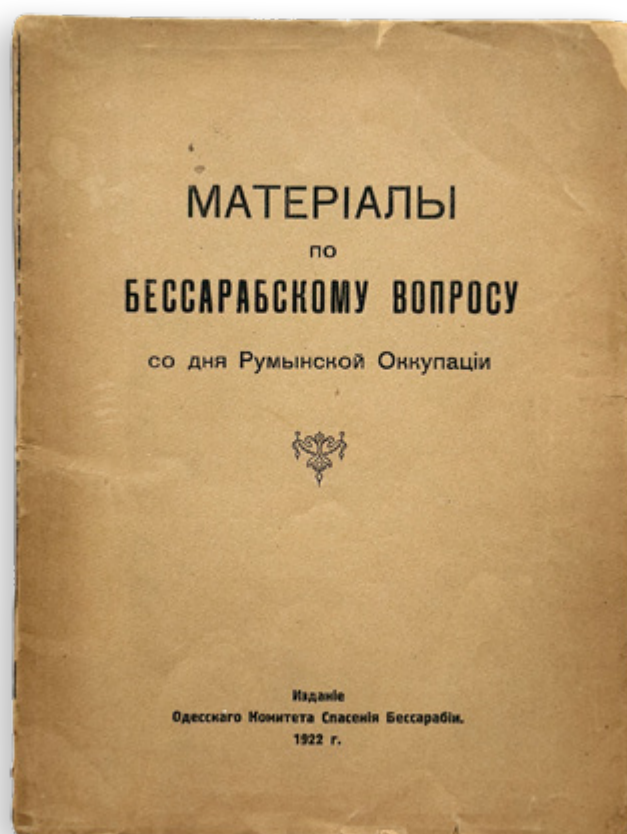 МАТЕРІАЛЫ
ПО
БЕССАРАБСКОМУ ВОПРОСУ
со дня Румынской Оккупаціи
Изданіе
Одесскаго Комитета Спасенія Бессарабіи.
1922 г.